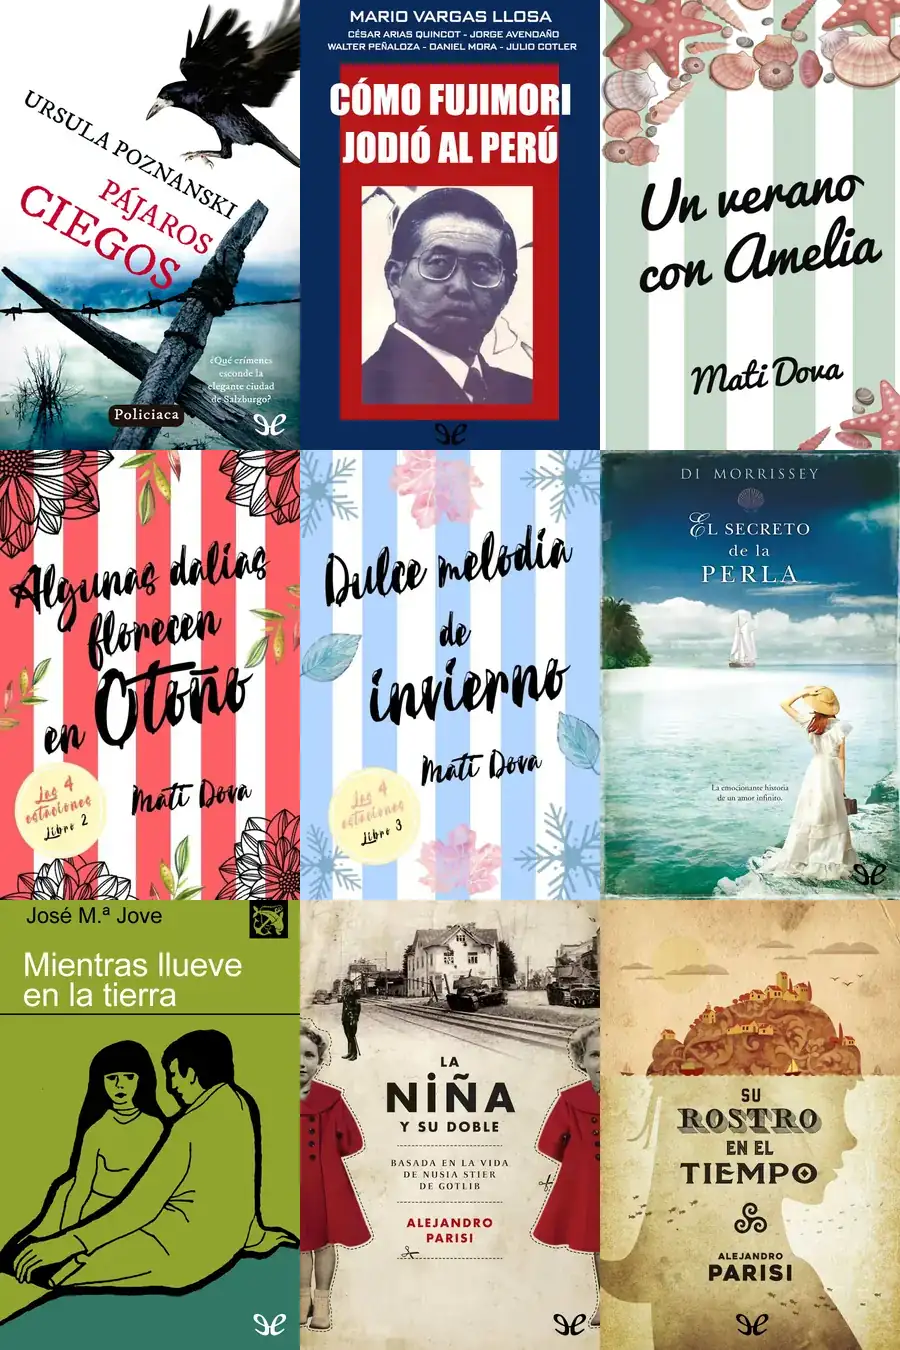 URSULA POZNANSKI
PÁJAROS
CIEGOS
¿Qué crímenes
esconde la
elegante ciudad
de Salzburgo?
Policiaca
MARIO VARGAS LLOSA
CÉSAR ARIAS QUINCOT - JORGE AVENDAÑO
WALTER PEÑALOZA - DANIEL MORA - JULIO COTLER
CÓMO FUJIMORI
JODIÓ AL PERÚ
Un verano
con Amelia
Mati Dova
Algunas dalias
florecen
en Otoño
Mati Dova
Las 4
estaciones
Libro 2
Dulce melodía
de
invierno
Mati Dova
Las 4
estaciones
Libro 3
DI MORRISSEY
EL SECRETO
de la
PERLA
La emocionante historia
de un amor infinito.
José M.ª Jove
Mientras llueve
en la tierra
LA
NIÑA
Y SU DOBLE
BASADA EN LA VIDA
DE NUSIA STIER
DE GOTLIB
ALEJANDRO
PARISI
SU
ROSTRO
EN EL
TIEMPO
ALEJANDRO
PARISI